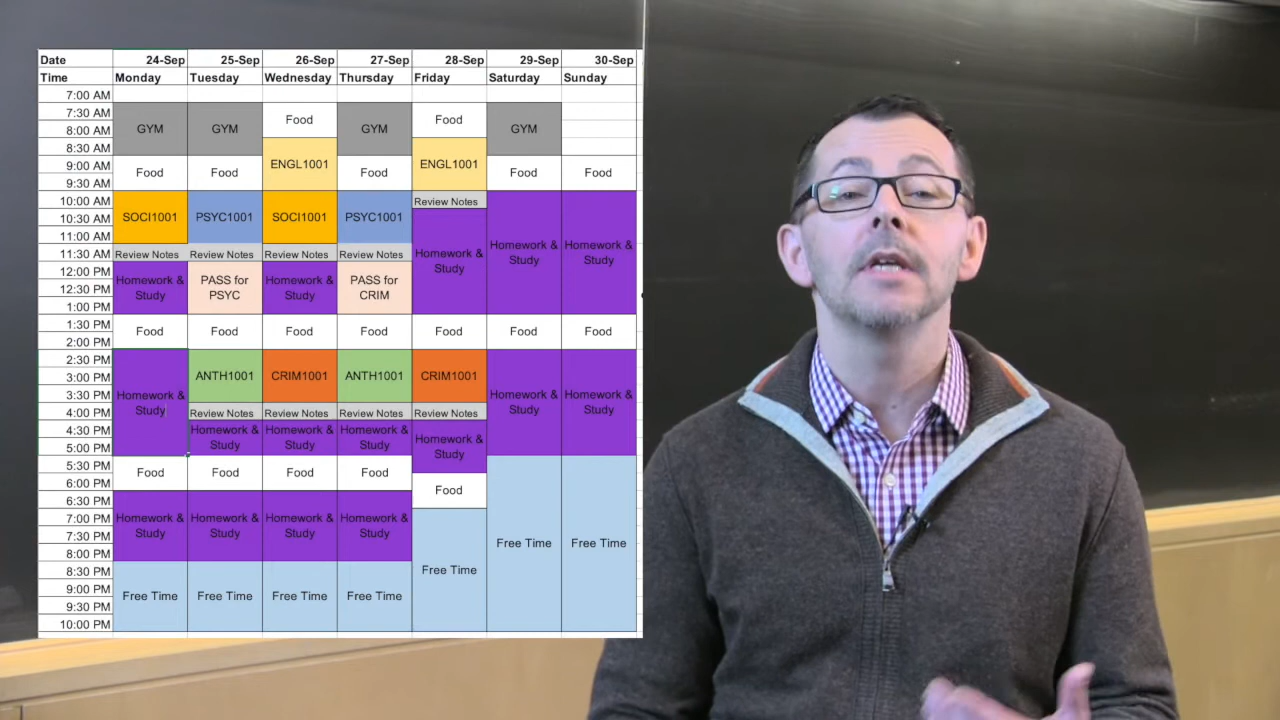 Date 24-Sep 25-Sep 26-Sep 27-Sep 28-Sep 29-Sep 30-Sep
Time Monday Tuesday Wednesday Thursday Friday Saturday Sunday
7:00 AM
7:30 AM Food Food
8:00 AM GYM GYM GYM GYM
8:30 AM
9:00 AM ENGL1001 ENGL1001
Food Food Food Food Food
9:30 AM
10:00 AM Review Notes
10:30 AM SOCI1001 PSYC1001 SOCI1001 PSYC1001
11:00 AM Homework & Homework & Homework &
11:30 AM Review Notes Review Notes Review Notes Review Notes Study Study Study
12:00 PM Homework & PASS for Homework & PASS for
12:30 PM Study PSYC Study CRIM
1:00 PM
1:30 PM Food Food Food Food Food Food Food
2:00 PM
2:30 PM
3:00 PM ANTH1001 CRIM1001 ANTH1001 CRIM1001
3:30 PM Homework & Homework & Homework &
4:00 PM Study Review Notes Review Notes Review Notes Review Notes Study Study
4:30 PM Homework & Homework & Homework & Homework &
5:00 PM Study Study Study Study
5:30 PM Food Food Food Food
6:00 PM Food
6:30 PM
7:00 PM Homework & Homework & Homework & Homework &
7:30 PM Study Study Study Study Free Time Free Time
8:00 PM
8:30 PM Free Time
9:00 PM Free Time Free Time Free Time Free Time
9:30 PM
10:00 PM